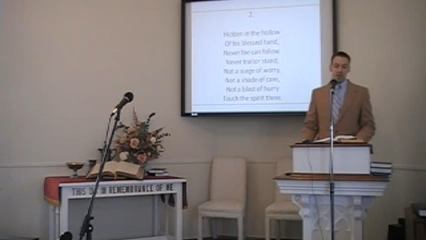 2
Hidden in the hollow
Of his blessed hand,
Never foe can follow,
Never traitor stand;
Not a surge of worry,
Not a shade of care,
Not a blast of hurry
Touch the spirit there.
THIS DO IN REMEMBRANCE OF ME